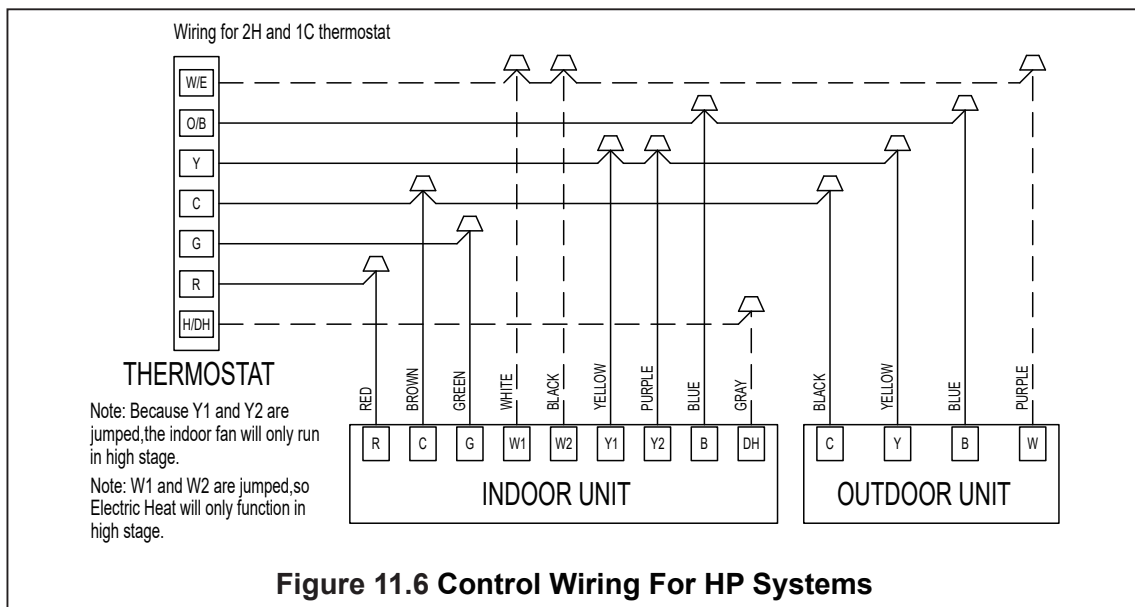 Wiring for 2H and 1C thermostat
W/E
O/B
Y
C
G
R
H/DH
THERMOSTAT
Note: Because Y1 and Y2 are
jumped,the indoor fan will only run
in high stage.
Note: W1 and W2 are jumped,so
Electric Heat will only function in
high stage.
RED
BROWN
GREEN
WHITE
BLACK
YELLOW
PURPLE
BLUE
GRAY
BLACK
YELLOW
BLUE
PURPLE
R C G W1 W2 Y1 Y2 B DH
C Y B W
INDOOR UNIT
OUTDOOR UNIT
Figure 11.6 Control Wiring For HP Systems